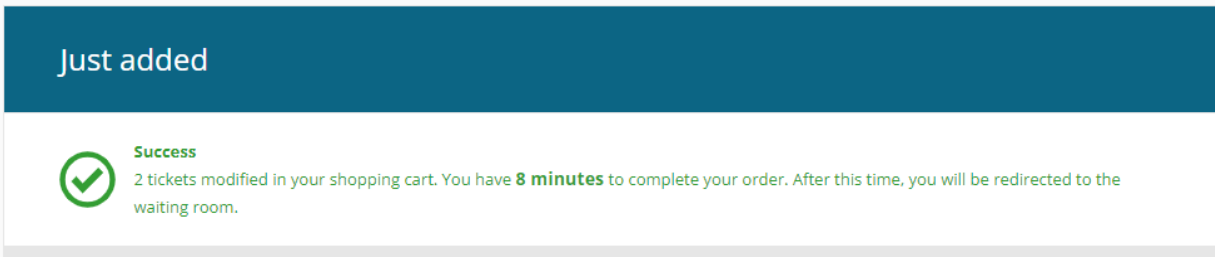 Just added
Success
2 tickets modified in your shopping cart. You have 8 minutes to complete your order. After this time, you will be redirected to the
waiting room.